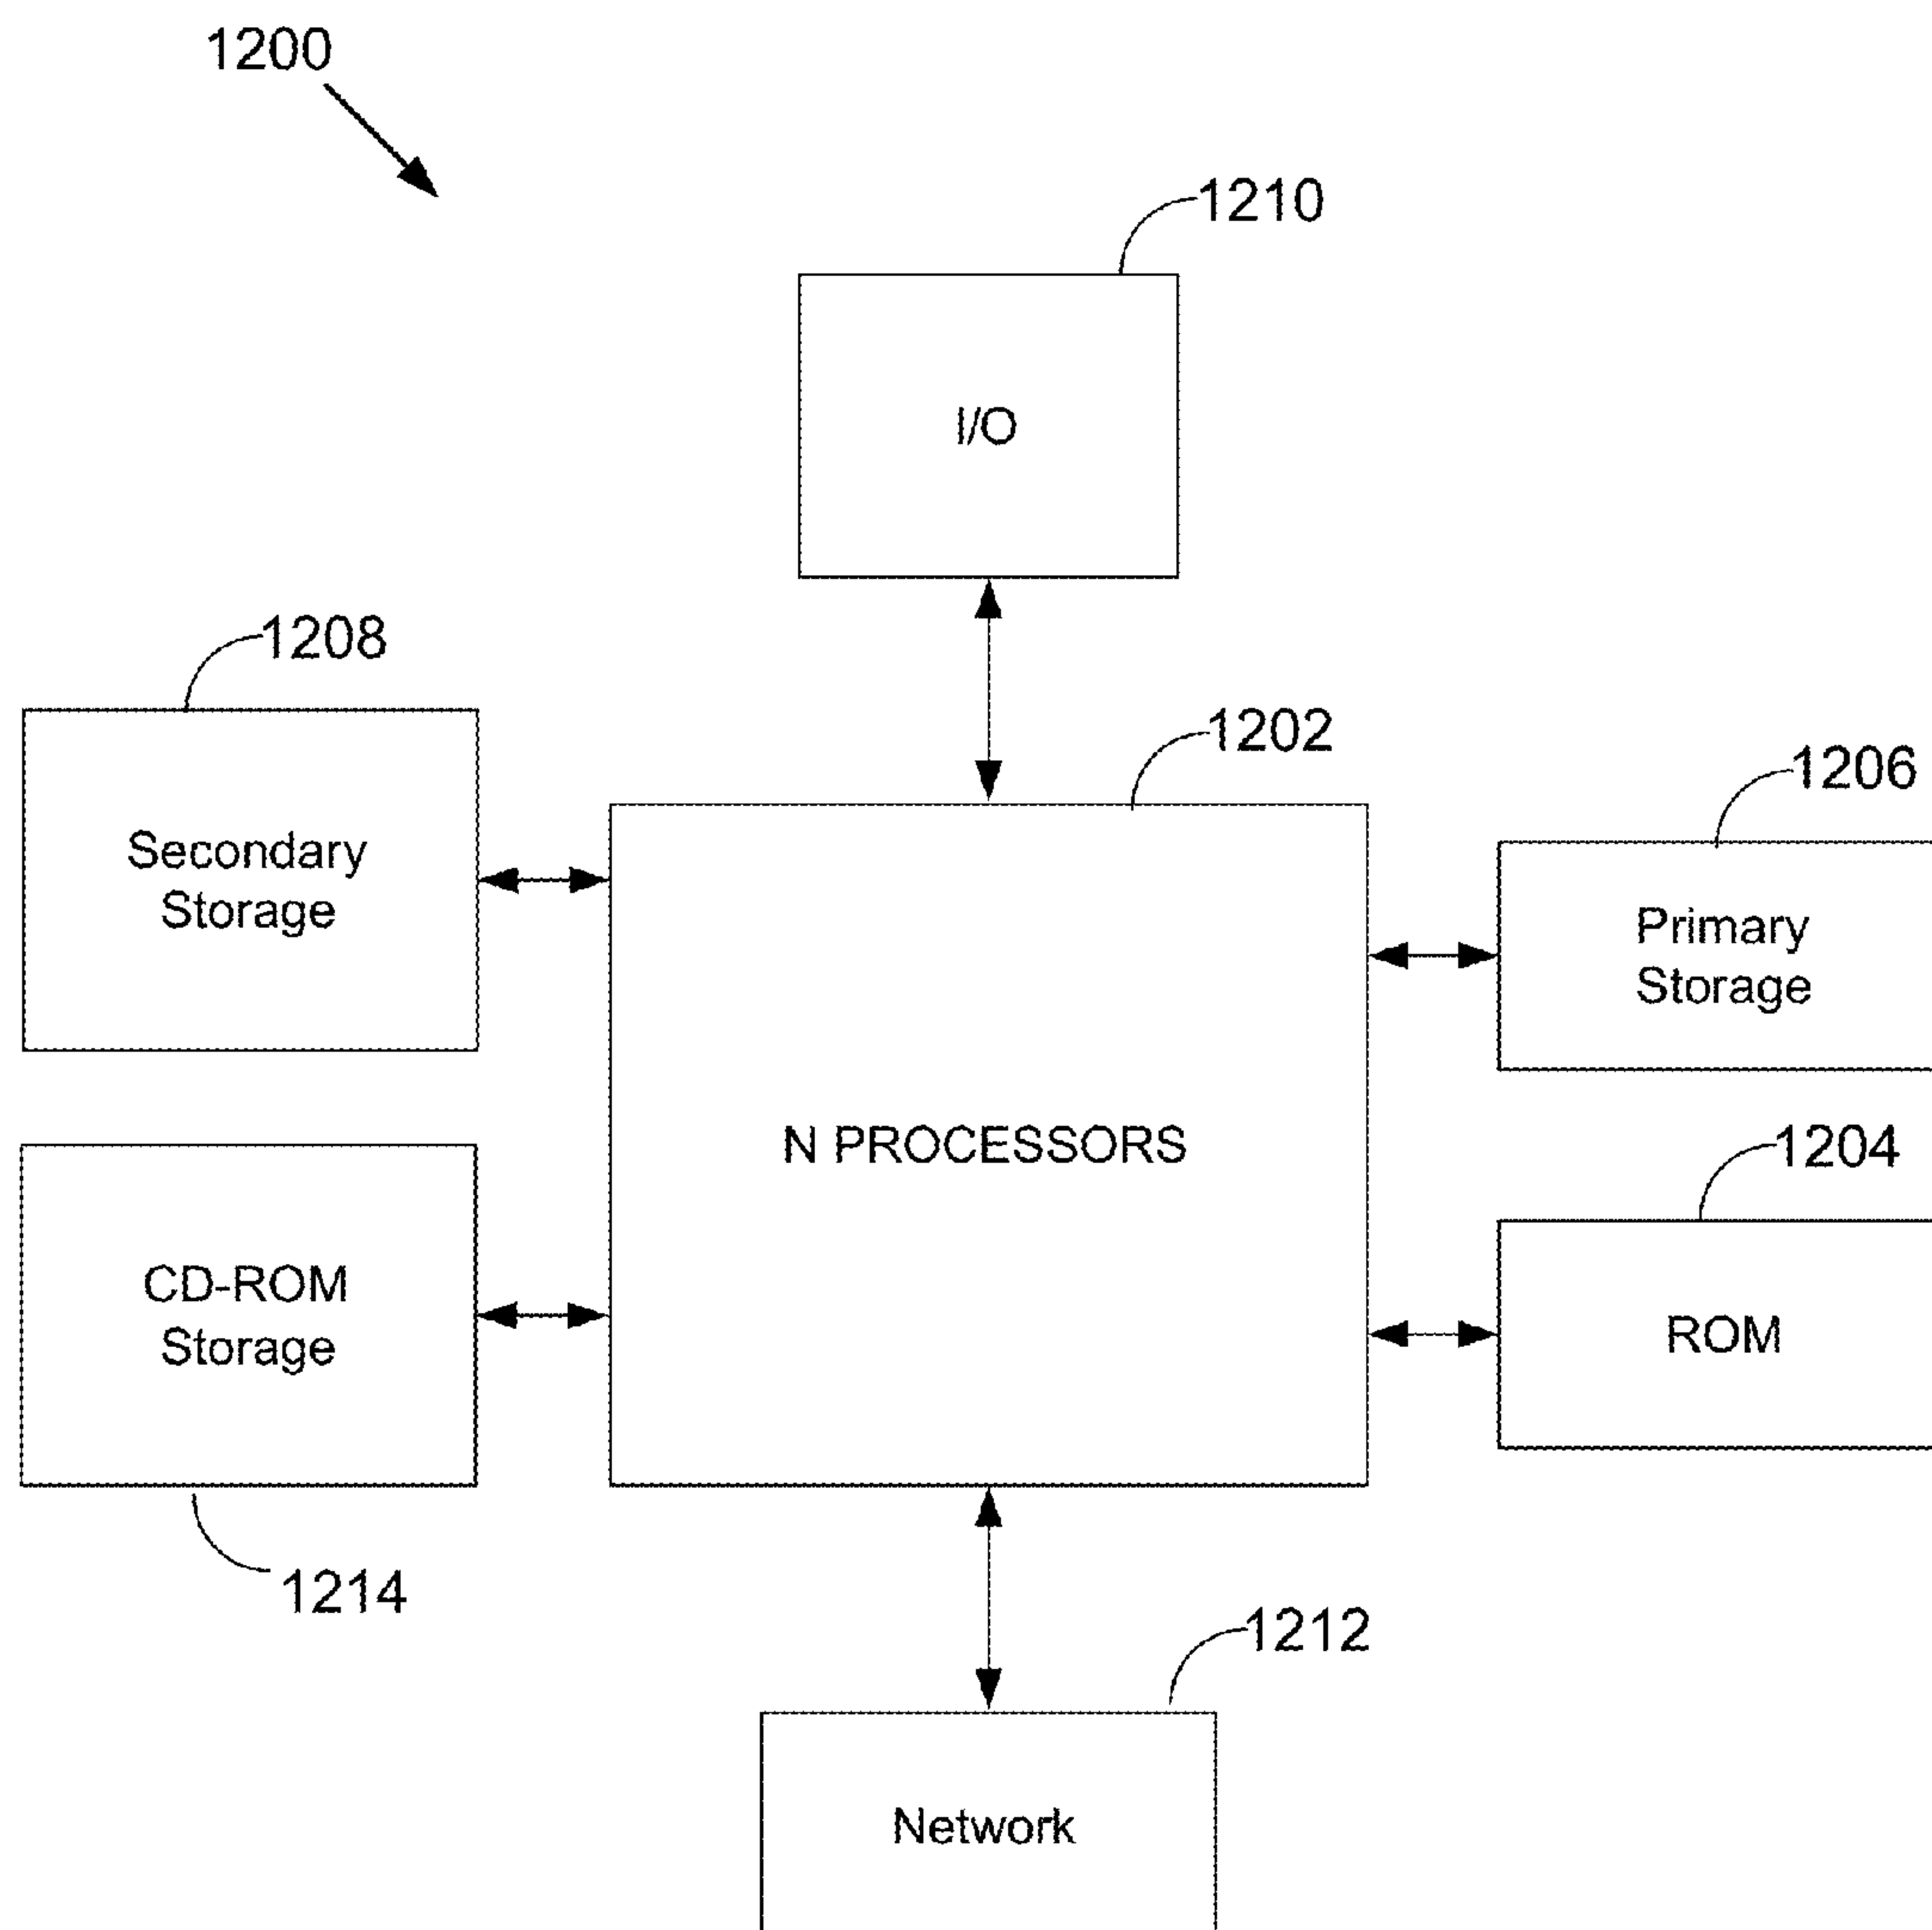 1200
1210
I/O
1208
1202
1206
Secondary
Storage
Primary
Storage
N PROCESSORS
1204
CD-ROM
Storage
ROM
1214
1212
Network